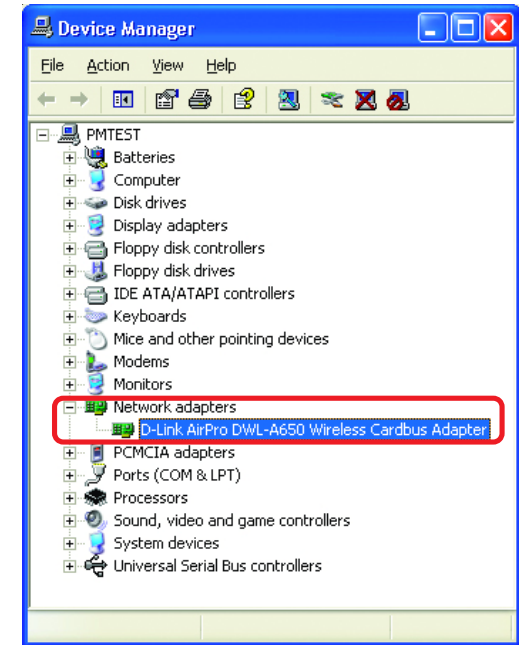 Device Manager
File Action View Help
PMTEST
Batteries
Computer
Disk drives
Display adapters
Floppy disk controllers
Floppy disk drives
IDE ATA/ATAPI controllers
Keyboards
Mice and other pointing devices
Modems
Monitors
Network adapters
D-Link AirPro DWL-A650 Wireless Cardbus Adapter
PCMCIA adapters
Ports (COM & LPT)
Processors
Sound, video and game controllers
System devices
Universal Serial Bus controllers